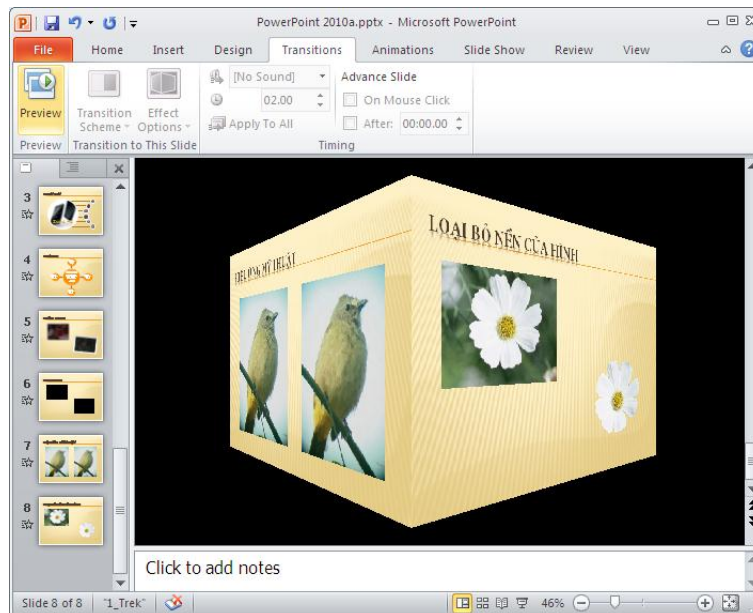 PowerPoint 2010a.pptx - Microsoft PowerPoint
File Home Insert Design Transitions Animations Slide Show Review View
Preview
Transition Scheme
Effect Options
[No Sound]
02.00
Apply To All
Advance Slide
On Mouse Click
After: 00:00.00
Preview Transition to This Slide Timing
3
4
5
6
7
8
MỸ THUẬT
LOẠI BỎ NỀN CỦA HÌNH
Click to add notes
Slide 8 of 8 "1_Trek" 46%